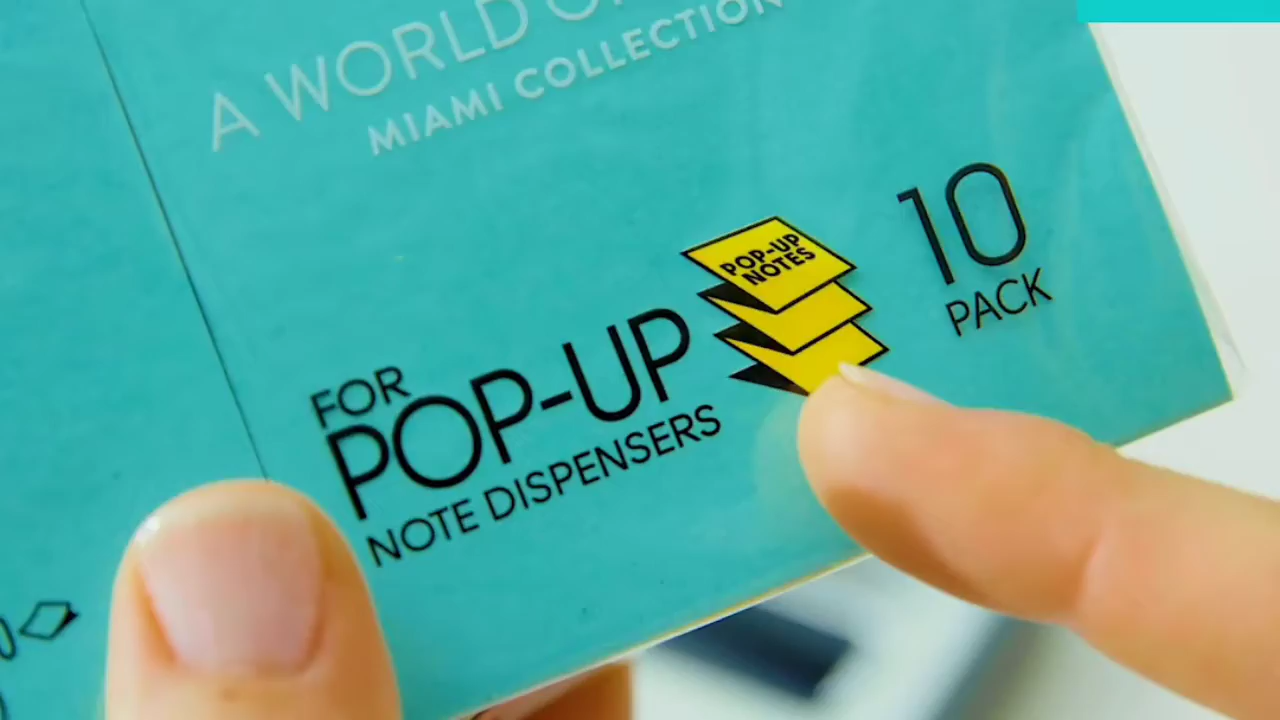 A WORLD O
MIAMI COLLECTION
POP-UP
NOTES
10
PACK
FOR
POP-UP
NOTE DISPENSERS